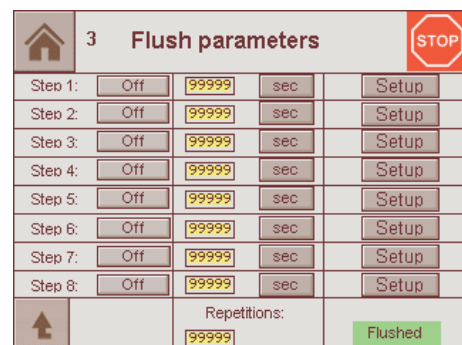 3 Flush parameters STOP
Step 1: Off 99999 sec Setup
Step 2: Off 99999 sec Setup
Step 3: Off 99999 sec Setup
Step 4: Off 99999 sec Setup
Step 5: Off 99999 sec Setup
Step 6: Off 99999 sec Setup
Step 7: Off 99999 sec Setup
Step 8: Off 99999 sec Setup
Repetitions:
99999 Flushed